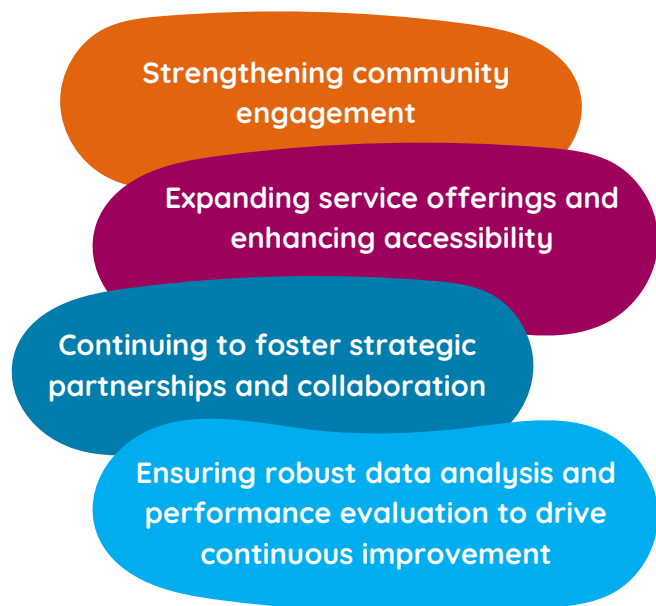 Strengthening community
engagement
Expanding service offerings and
enhancing accessibility
Continuing to foster strategic
partnerships and collaboration
Ensuring robust data analysis and
performance evaluation to drive
continuous improvement